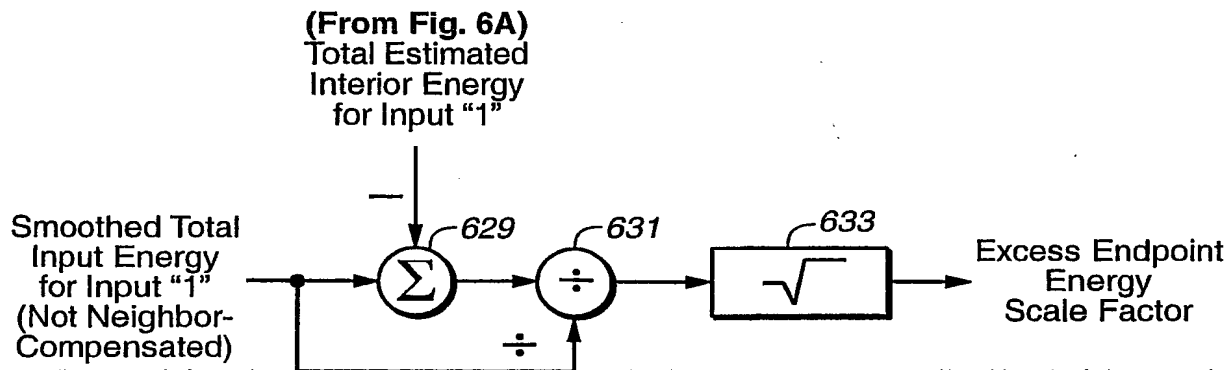 (From Fig. 6A)
Total Estimated
Interior Energy
for Input “1”
—
Smoothed Total
Input Energy
for Input “1”
(Not Neighbor-
Compensated)
629
Σ
631
÷
÷
633
√
Excess Endpoint
Energy
Scale Factor